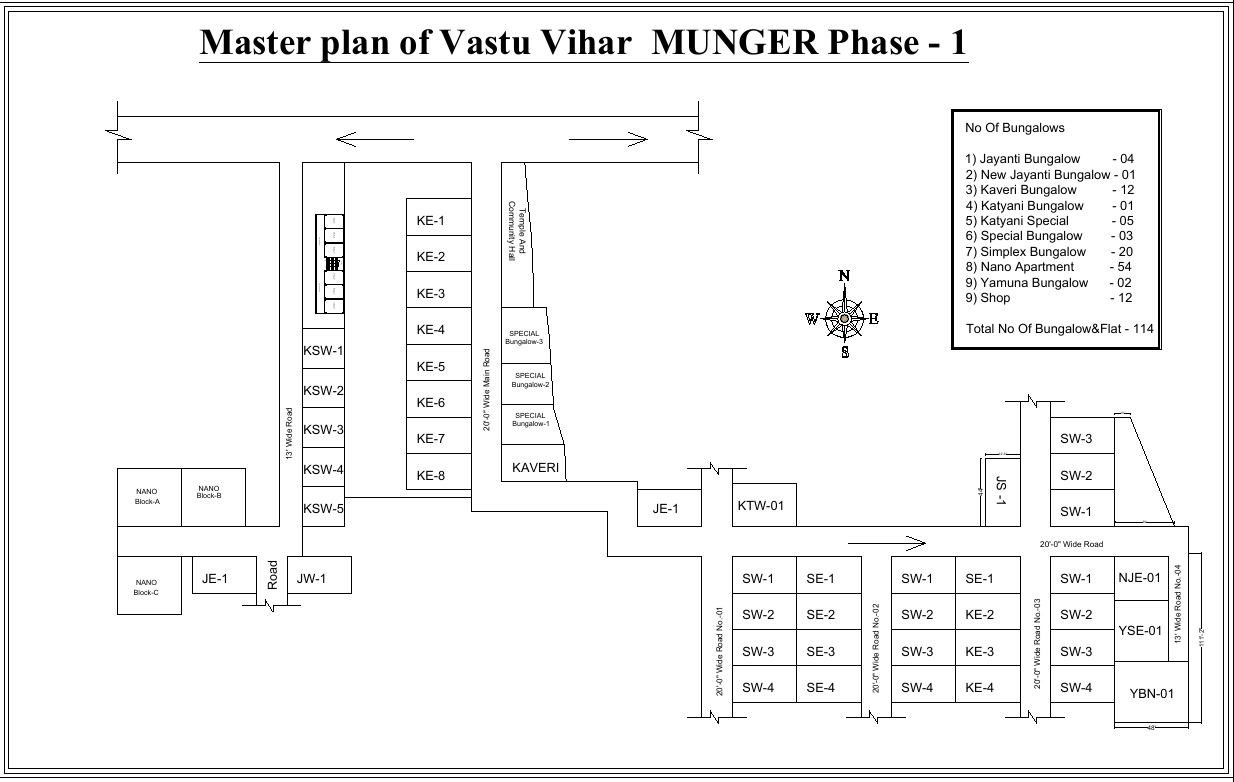 Master plan of Vastu Vihar MUNGER Phase - 1
No Of Bungalows
1) Jayanti Bungalow - 04
2) New Jayanti Bungalow - 01
3) Kaveri Bungalow - 12
4) Katyani Bungalow - 01
5) Katyani Special - 05
6) Special Bungalow - 03
7) Simplex Bungalow - 20
8) Nano Apartment - 54
9) Yamuna Bungalow - 02
9) Shop - 12
Total No Of Bungalow&Flat - 114
N
W E
S
KE-1
KE-2
KE-3
KE-4
KE-5
KE-6
KE-7
KE-8
Temple And
Community Hall
SPECIAL
Bungalow-3
SPECIAL
Bungalow-2
SPECIAL
Bungalow-1
KAVERI
20'-0" Wide Main Road
13' Wide Road
KSW-1
KSW-2
KSW-3
KSW-4
KSW-5
NANO
Block-A
NANO
Block-B
NANO
Block-C
JE-1
Road
JW-1
JE-1
KTW-01
JS -1
SW-3
SW-2
SW-1
20'-0" Wide Road
20'-0" Wide Road No.-01
SW-1
SW-2
SW-3
SW-4
SE-1
SE-2
SE-3
SE-4
20'-0" Wide Road No.-02
SW-1
SW-2
SW-3
SW-4
SE-1
KE-2
KE-3
KE-4
20'-0" Wide Road No.-03
SW-1
SW-2
SW-3
SW-4
NJE-01
YSE-01
YBN-01
13' Wide Road No.-04
111'-2"
48'